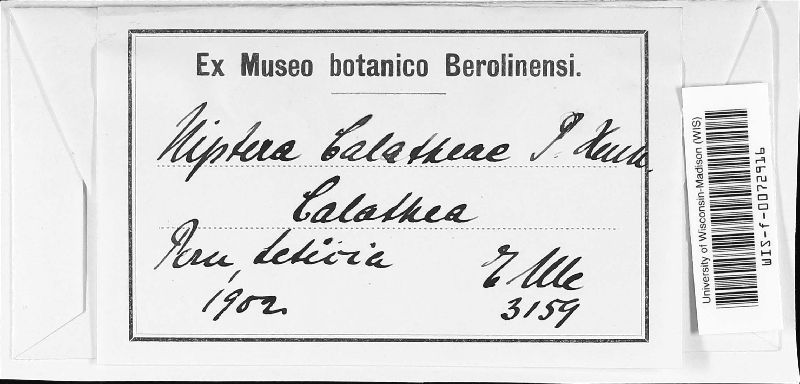 Ex Museo botanico Berolinensi.
Niptera Calatheae P. Henn.
Calathea
Peru, Leticia E Ule
1902. 3159
University of Wisconsin-Madison (WIS)
WIS-f-0072916